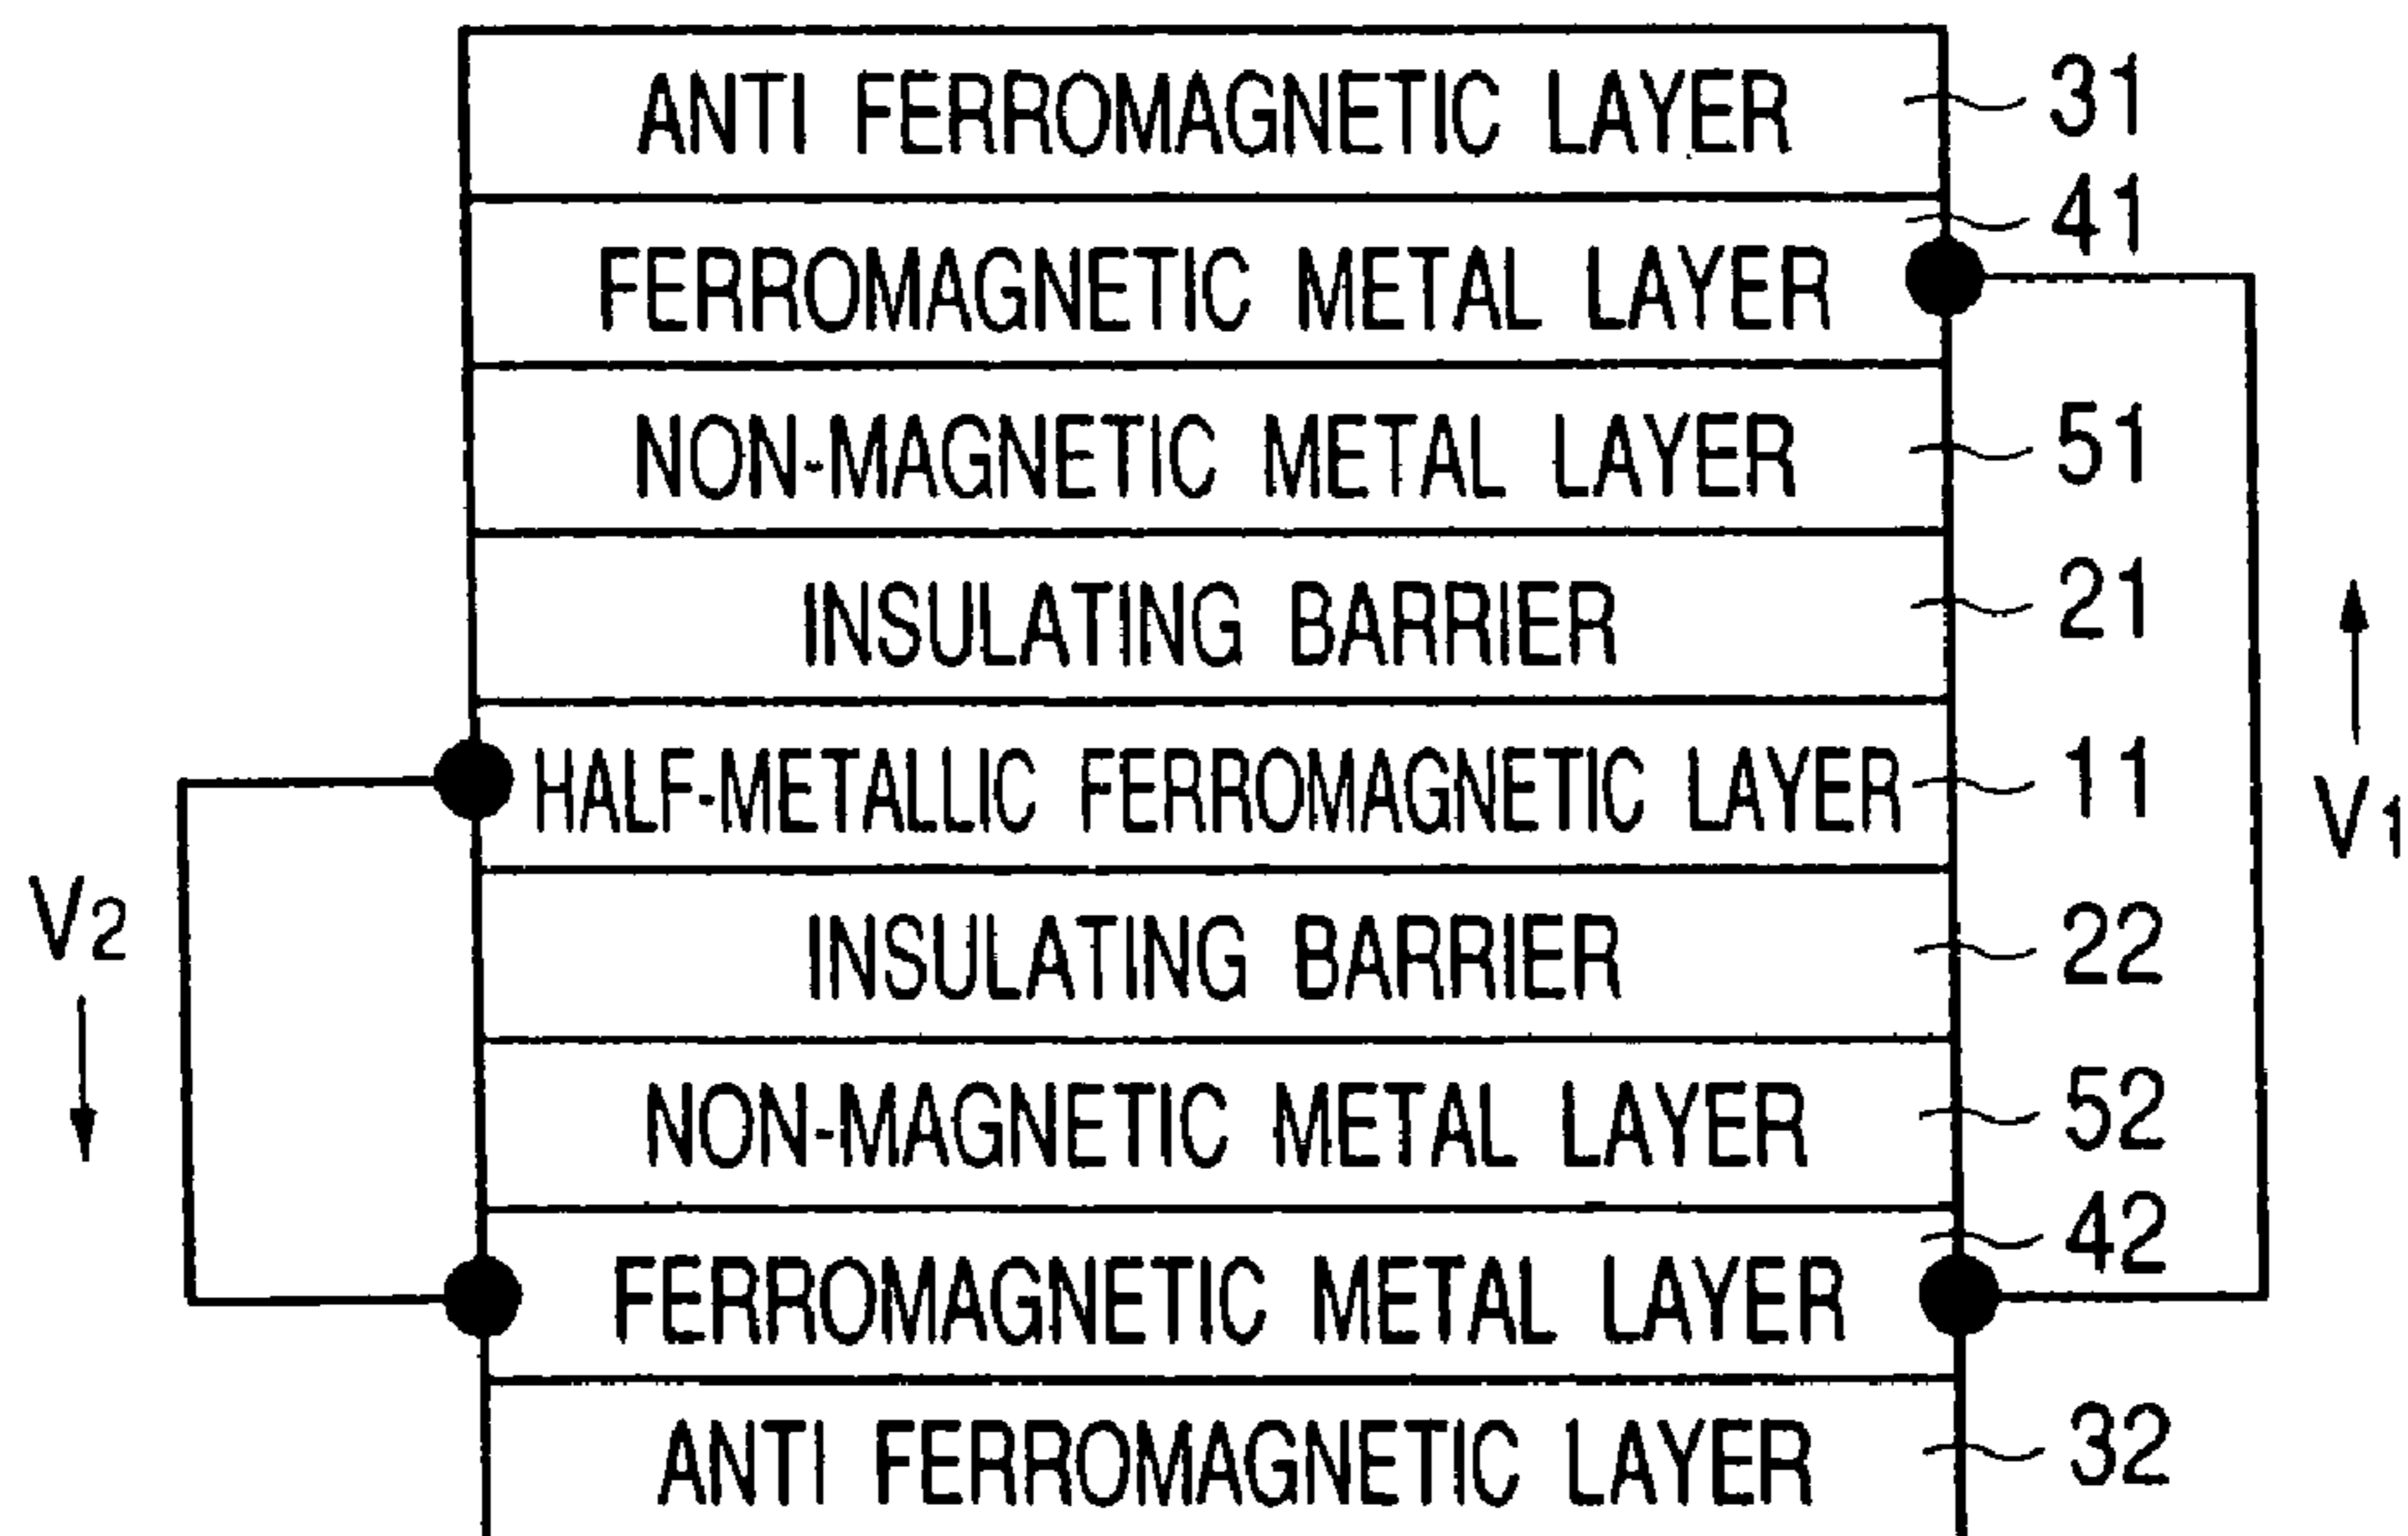 ANTI FERROMAGNETIC LAYER 31
41
FERROMAGNETIC METAL LAYER
NON-MAGNETIC METAL LAYER 51
INSULATING BARRIER 21
HALF-METALLIC FERROMAGNETIC LAYER 11
V1
V2
INSULATING BARRIER 22
NON-MAGNETIC METAL LAYER 52
42
FERROMAGNETIC METAL LAYER
ANTI FERROMAGNETIC LAYER 32